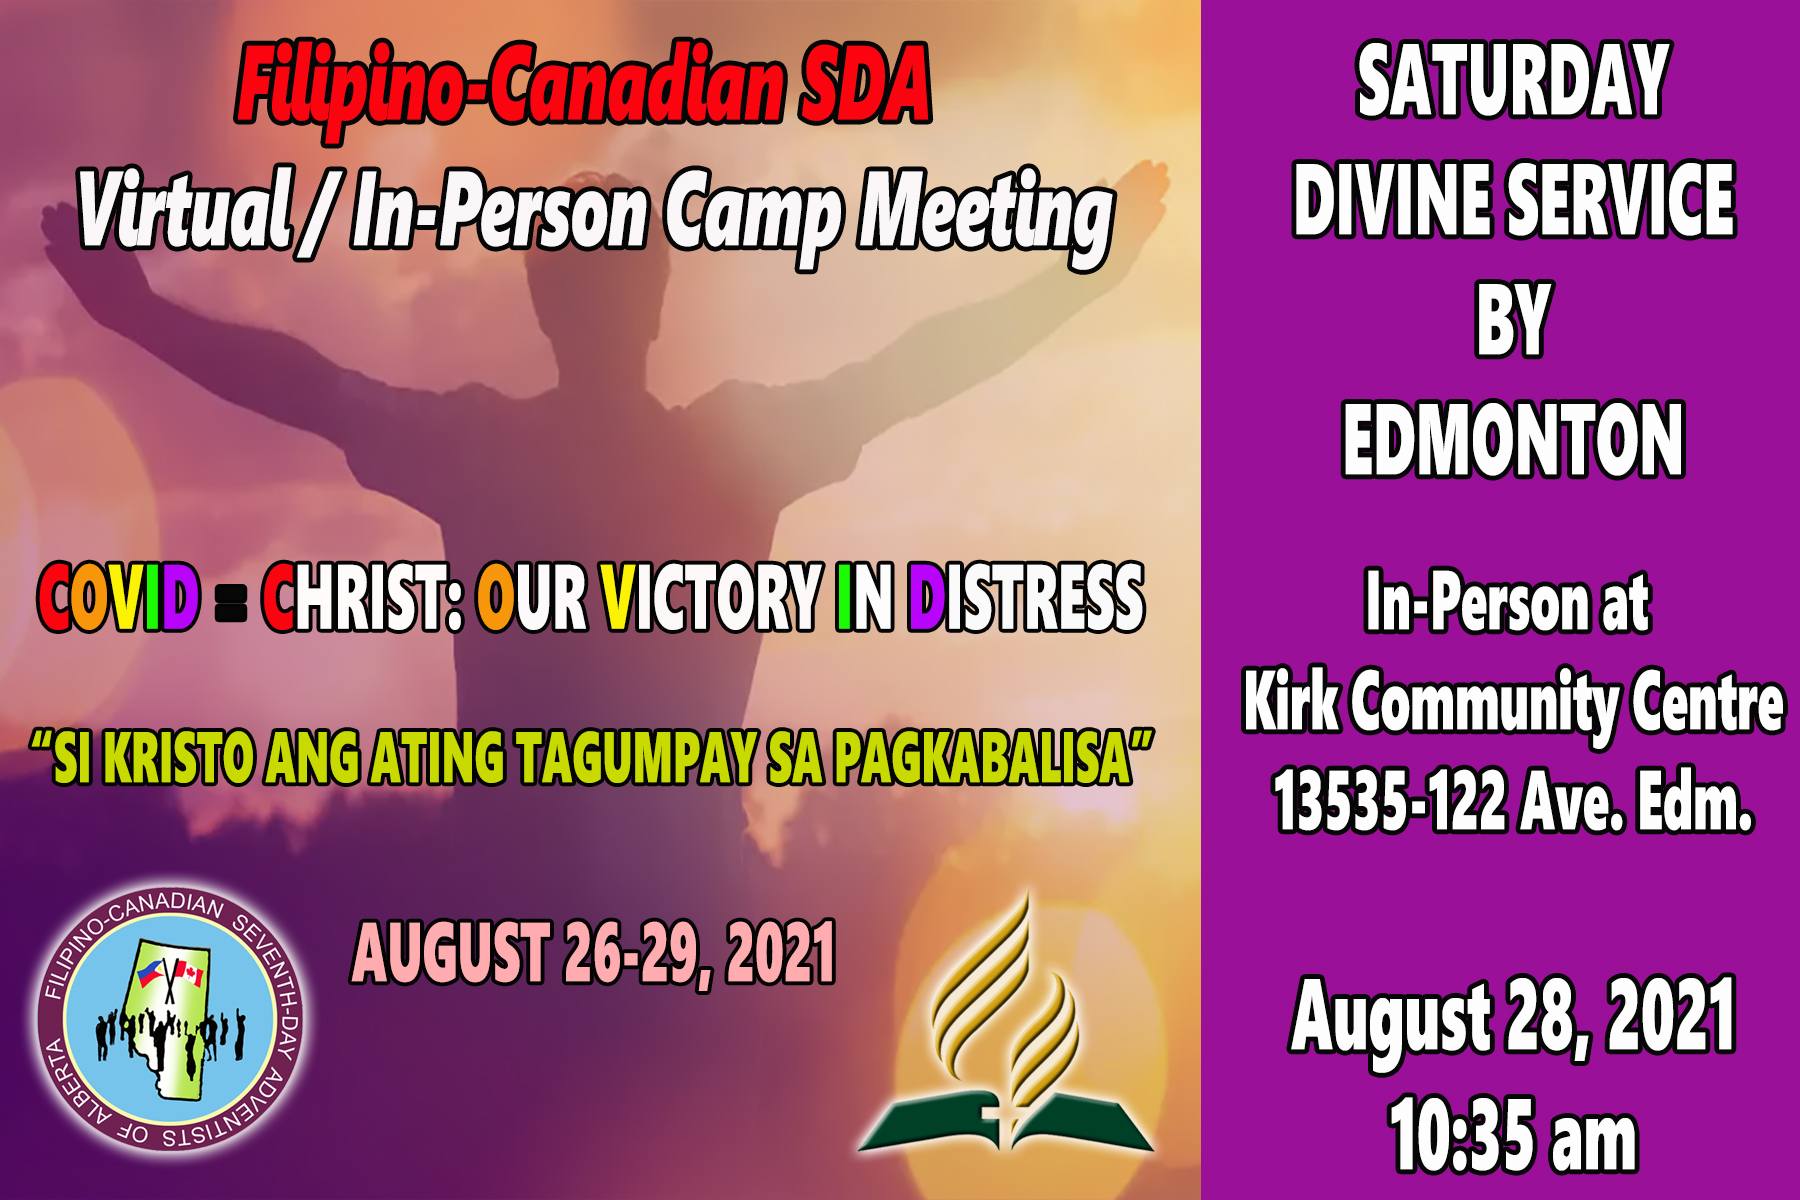 Filipino-Canadian SDA
Virtual / In-Person Camp Meeting
COVID = CHRIST: OUR VICTORY IN DISTRESS
“SI KRISTO ANG ATING TAGUMPAY SA PAGKABALISA”
AUGUST 26-29, 2021
FILIPINO-CANADIAN SEVENTH-DAY ADVENTISTS OF ALBERTA
SATURDAY
DIVINE SERVICE
BY
EDMONTON
In-Person at
Kirk Community Centre
13535-122 Ave. Edm.
August 28, 2021
10:35 am